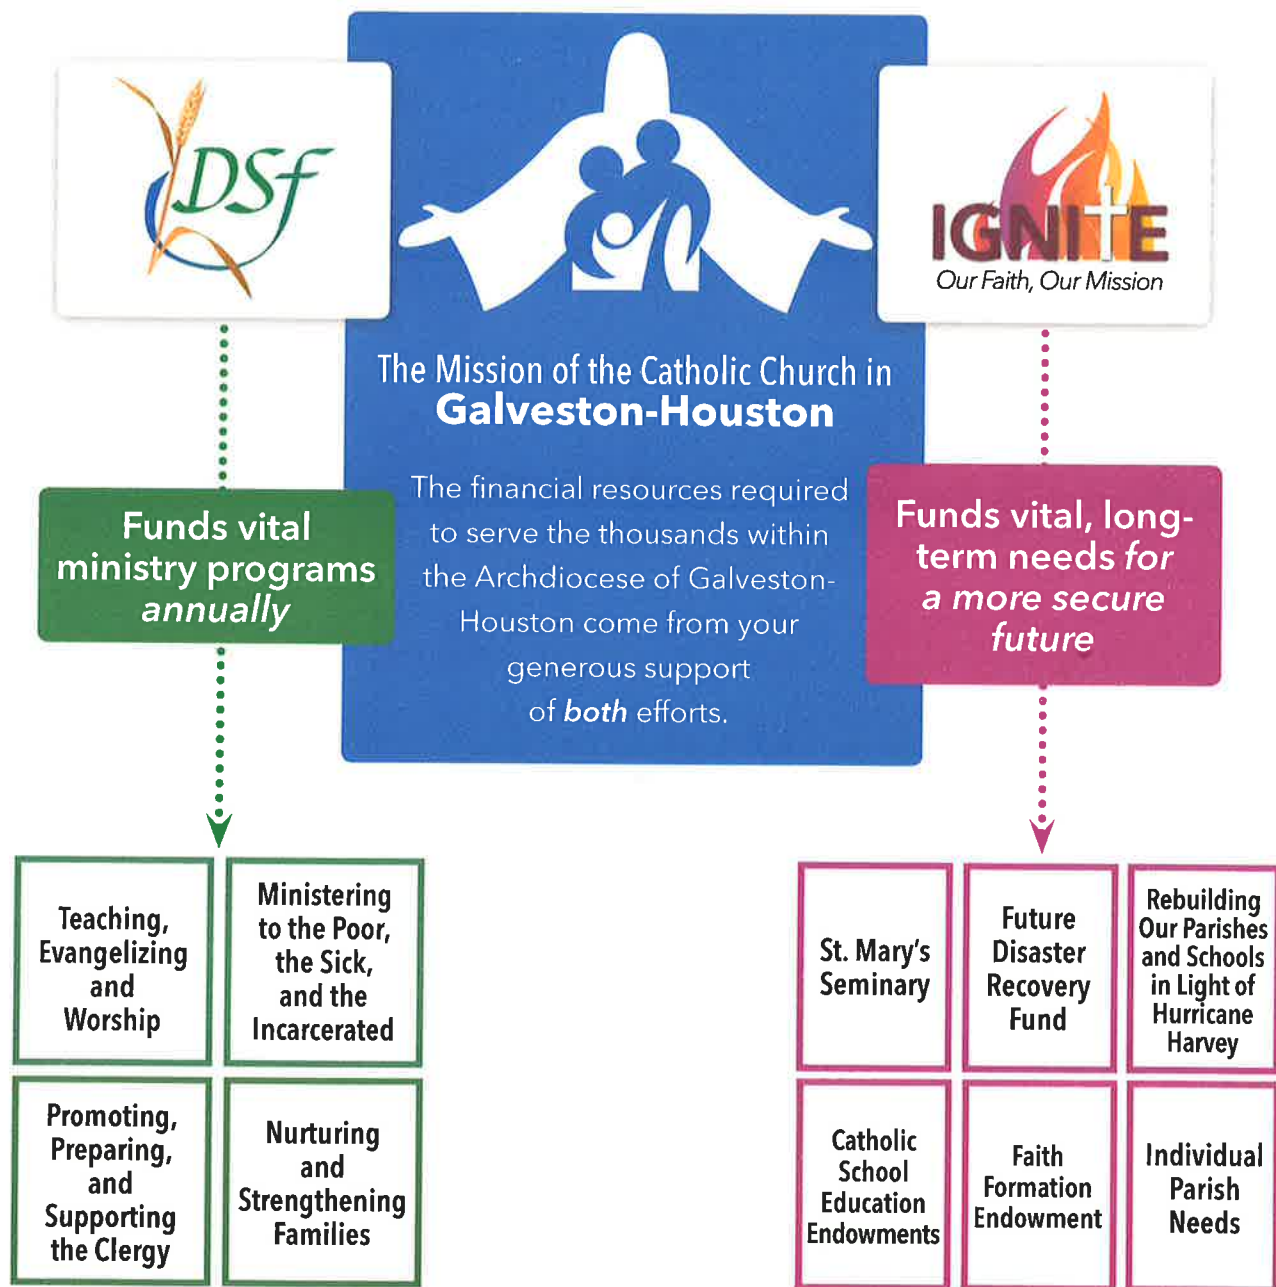 DSf
IGNITE
Our Faith, Our Mission
The Mission of the Catholic Church in
Galveston-Houston
The financial resources required
to serve the thousands within
the Archdiocese of Galveston-
Houston come from your
generous support
of both efforts.
Funds vital
ministry programs
annually
Funds vital, long-
term needs for
a more secure
future
Teaching,
Evangelizing
and
Worship
Ministering
to the Poor,
the Sick,
and the
Incarcerated
Promoting,
Preparing,
and
Supporting
the Clergy
Nurturing
and
Strengthening
Families
St. Mary's
Seminary
Future
Disaster
Recovery
Fund
Rebuilding
Our Parishes
and Schools
in Light of
Hurricane
Harvey
Catholic
School
Education
Endowments
Faith
Formation
Endowment
Individual
Parish
Needs